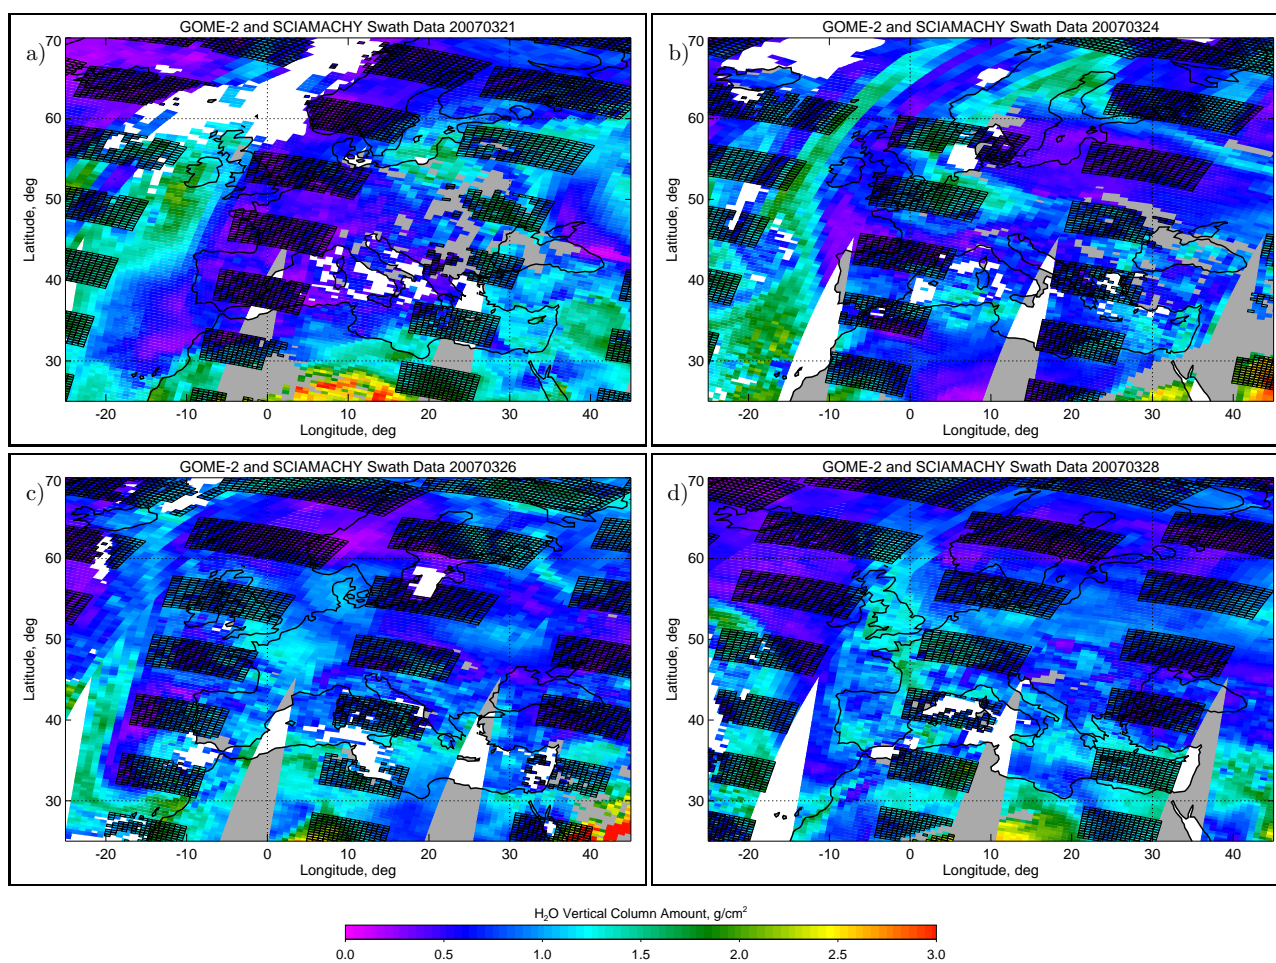 GOME-2 and SCIAMACHY Swath Data 20070321
a)
70
60
50
40
30
Latitude, deg
-20 -10 0 10 20 30 40
Longitude, deg
GOME-2 and SCIAMACHY Swath Data 20070324
b)
70
60
50
40
30
Latitude, deg
-20 -10 0 10 20 30 40
Longitude, deg
GOME-2 and SCIAMACHY Swath Data 20070326
c)
70
60
50
40
30
Latitude, deg
-20 -10 0 10 20 30 40
Longitude, deg
GOME-2 and SCIAMACHY Swath Data 20070328
d)
70
60
50
40
30
Latitude, deg
-20 -10 0 10 20 30 40
Longitude, deg
H₂O Vertical Column Amount, g/cm²
0.0 0.5 1.0 1.5 2.0 2.5 3.0